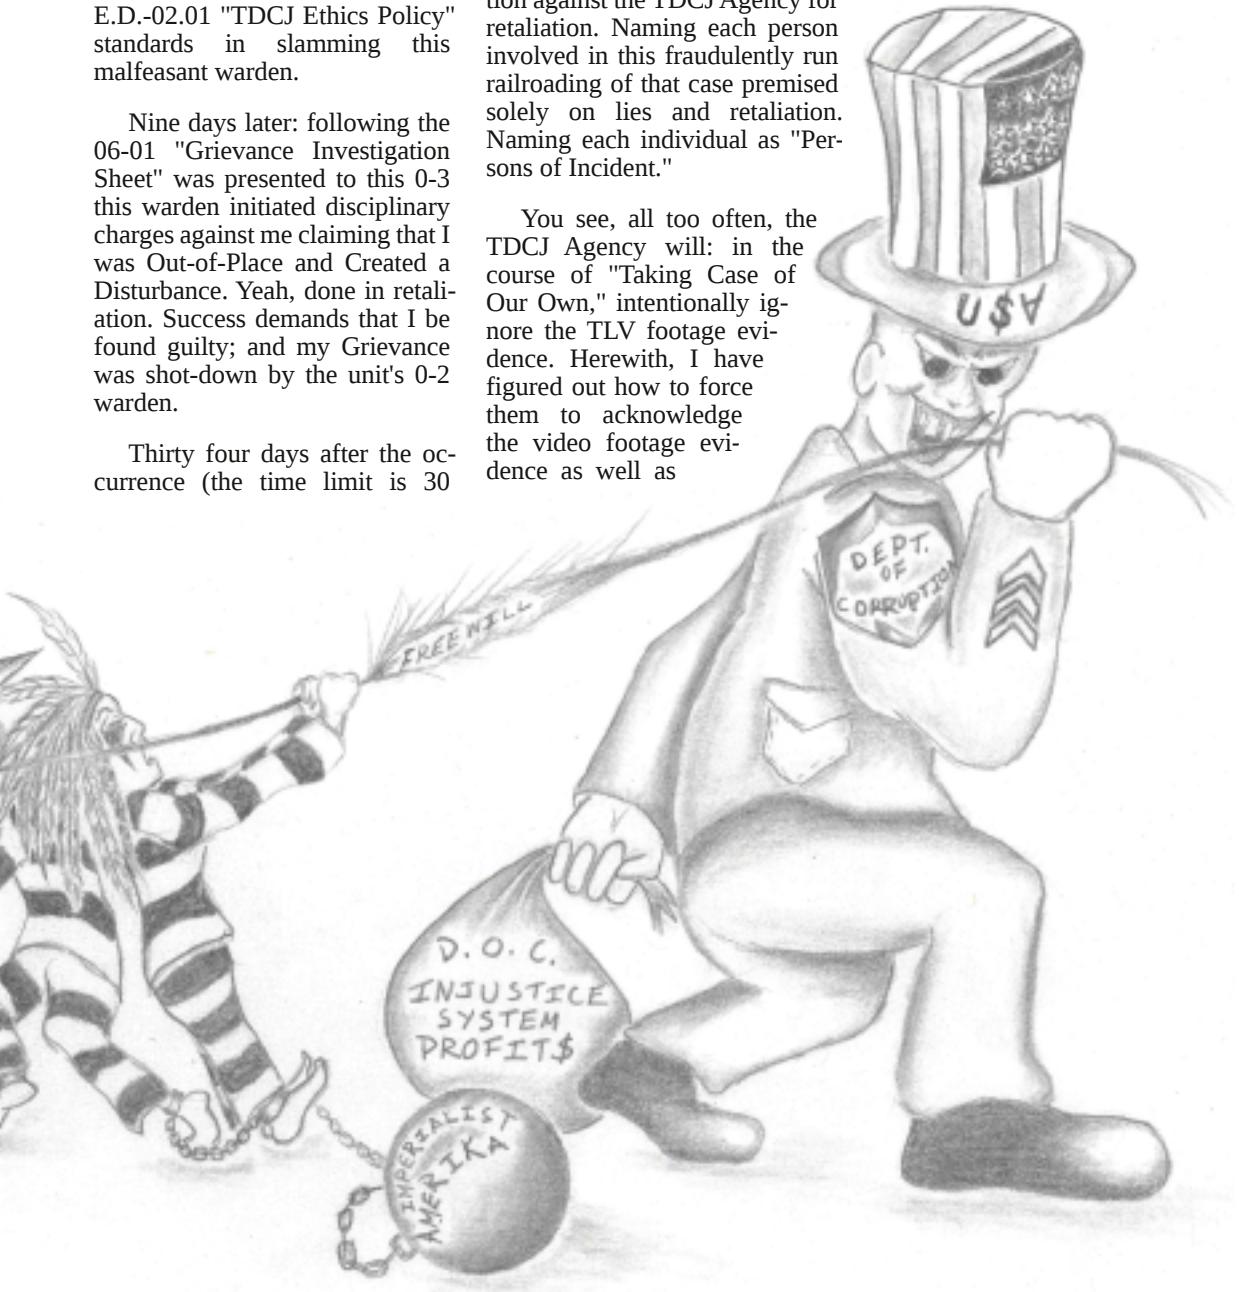 E.D.-02.01 "TDCJ Ethics Policy"
standards in slamming this
malfeasant warden.
Nine days later: following the
06-01 "Grievance Investigation
Sheet" was presented to this 0-3
this warden initiated disciplinary
charges against me claiming that I
was Out-of-Place and Created a
Disturbance. Yeah, done in retali-
ation. Success demands that I be
found guilty; and my Grievance
was shot-down by the unit's 0-2
warden.
Thirty four days after the oc-
currence (the time limit is 30
tion against the TDCJ Agency for
retaliation. Naming each person
involved in this fraudulently run
railroading of that case premised
solely on lies and retaliation.
Naming each individual as "Per-
sons of Incident."
You see, all too often, the
TDCJ Agency will: in the
course of "Taking Case of
Our Own," intentionally ig-
nore the TLV footage evi-
dence. Herewith, I have
figured out how to force
them to acknowledge
the video footage evi-
dence as well as
U$A
DEPT.
OF
CORRUPTION
FREE WILL
D.O.C.
INJUSTICE
SYSTEM
PROFIT$
IMPERIALIST
AMERIKA